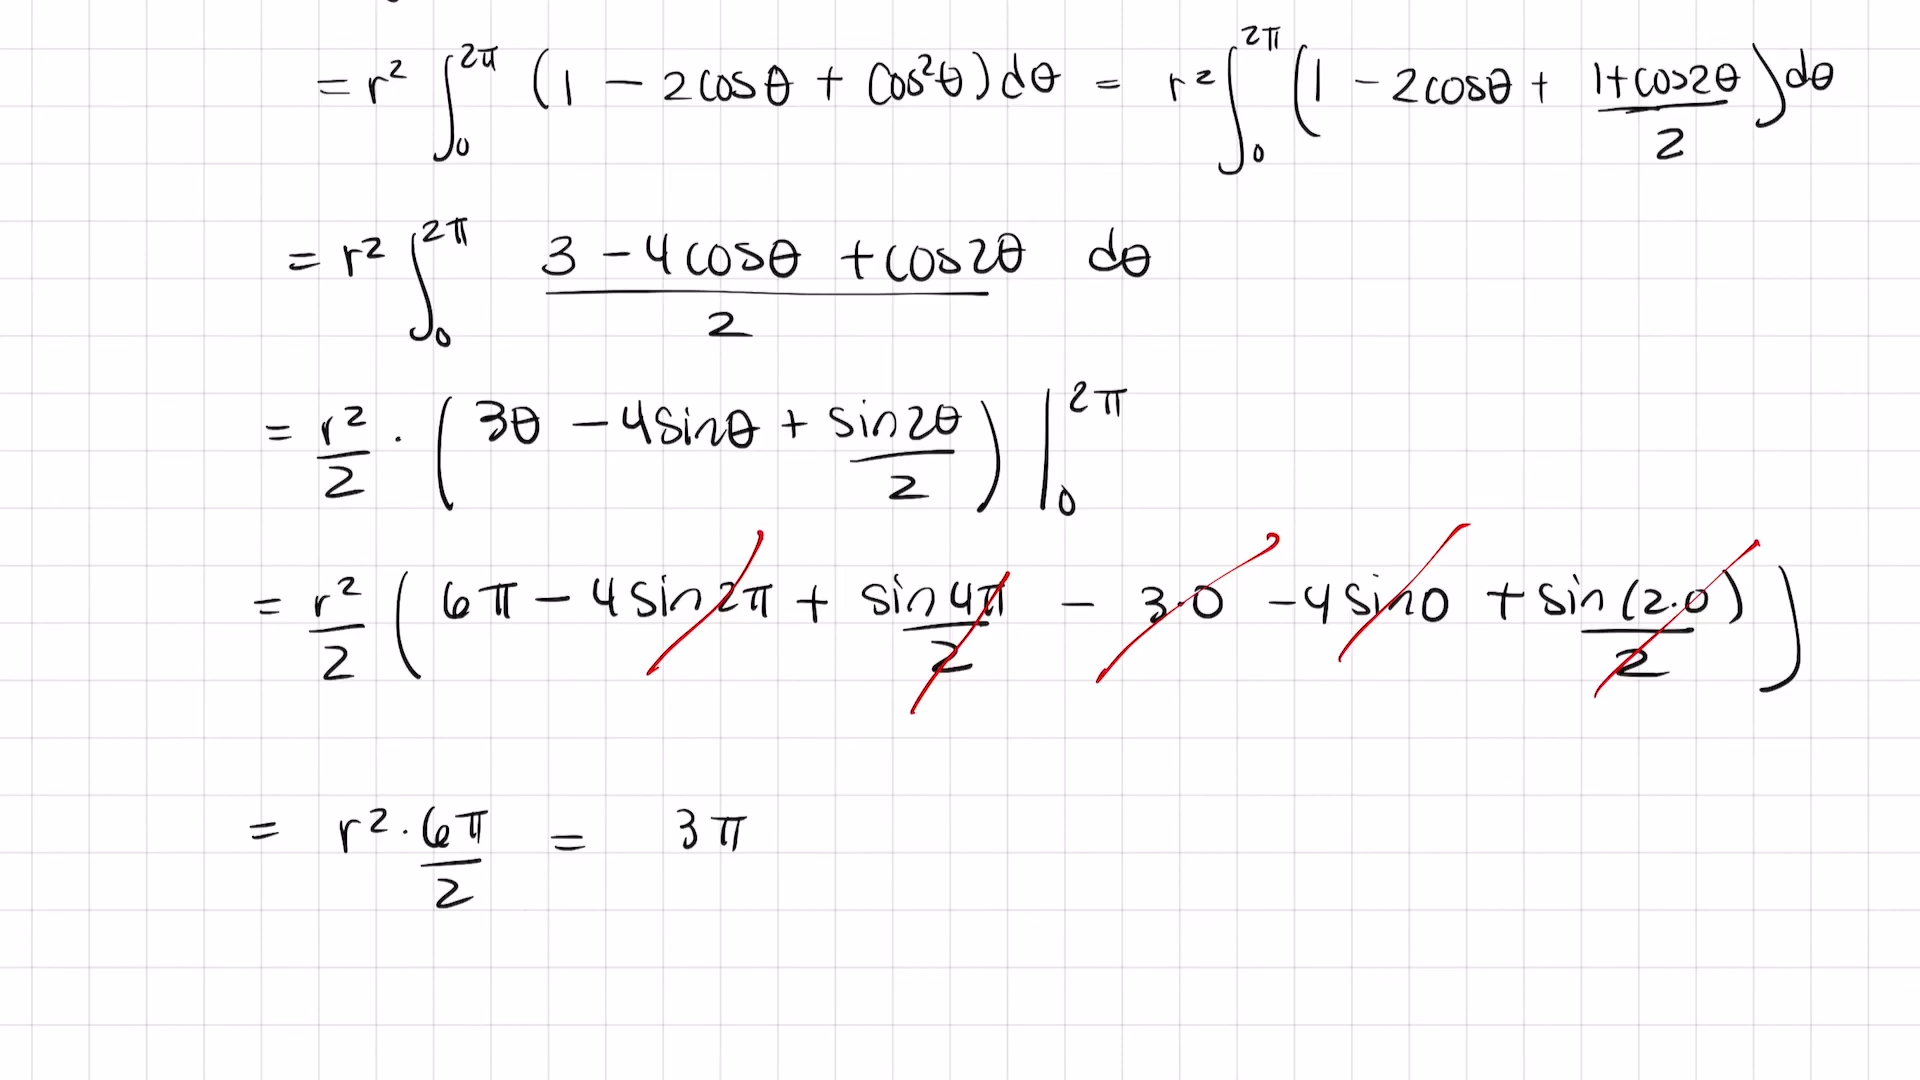 = r² ∫₀^2π (1 - 2cosθ + cos²θ) dθ = r² ∫₀^2π (1 - 2cosθ + (1+cos2θ)/2) dθ
= r² ∫₀^2π (3 - 4cosθ + cos2θ)/2 dθ
= r²/2 · (3θ - 4sinθ + sin2θ/2) |₀^2π
= r²/2 (6π - 4sin2π + sin4π/2 - 3·0 - 4sin0 + sin(2·0)/2)
= r² · 6π/2 = 3π